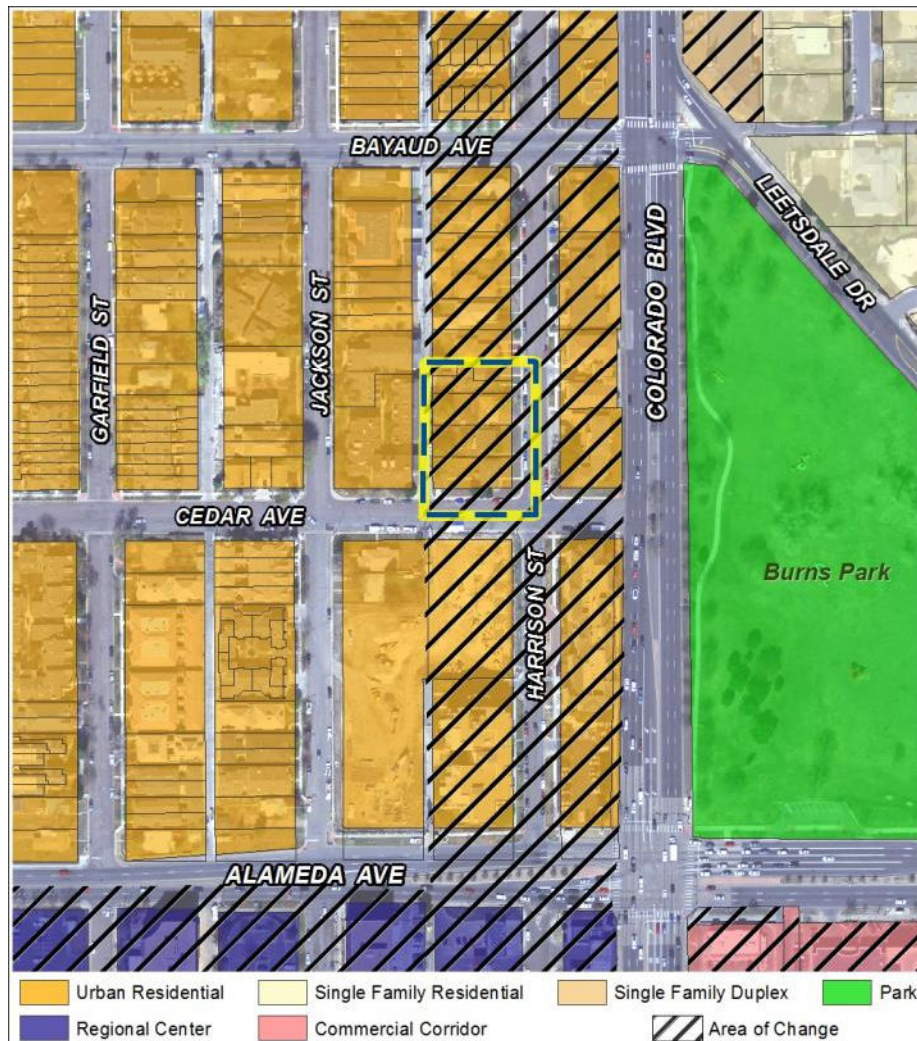 BAYAUD AVE
LEETSDALE DR
GARFIELD ST
JACKSON ST
COLORADO BLVD
CEDAR AVE
Burns Park
HARRISON ST
ALAMEDA AVE
Urban Residential
Single Family Residential
Single Family Duplex
Park
Regional Center
Commercial Corridor
Area of Change